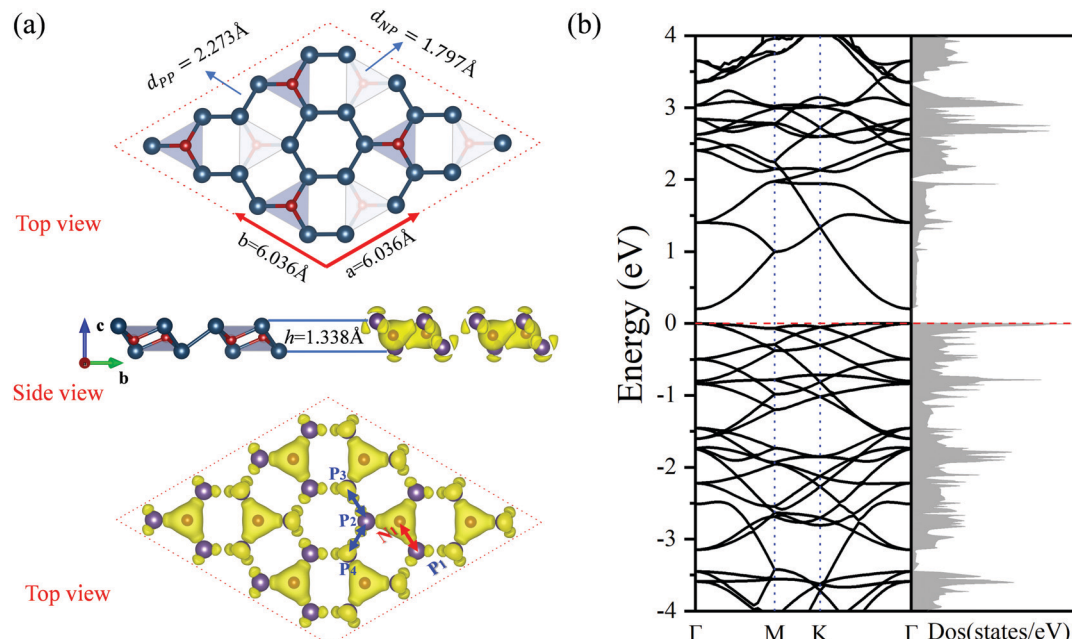 (a)
d_PP = 2.273Å
d_NP = 1.797Å
Top view
b=6.036Å
a=6.036Å
c
b
h=1.338Å
Side view
P3
P2
N
P4
P1
Top view
(b)
Energy (eV)
4
3
2
1
0
-1
-2
-3
-4
Γ
M
K
Γ
Dos(states/eV)